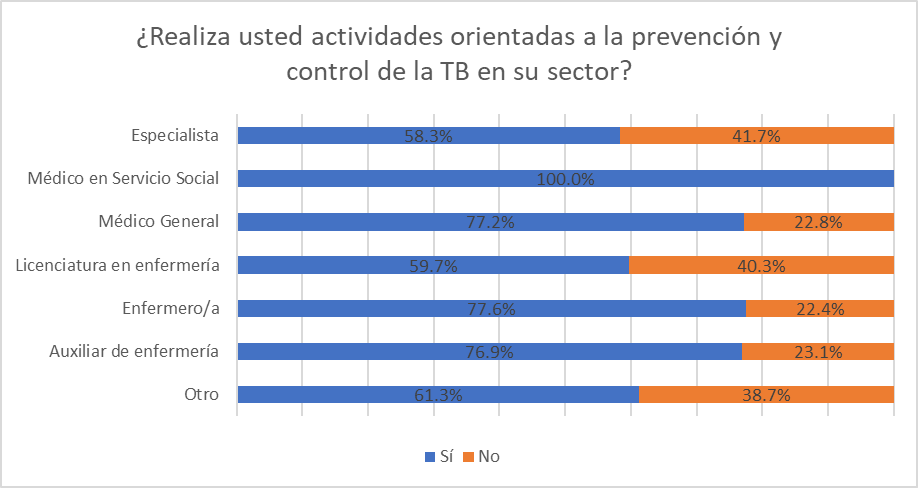 ¿Realiza usted actividades orientadas a la prevención y
control de la TB en su sector?
Especialista
58.3%
41.7%
Médico en Servicio Social
100.0%
Médico General
77.2%
22.8%
Licenciatura en enfermería
59.7%
40.3%
Enfermero/a
77.6%
22.4%
Auxiliar de enfermería
76.9%
23.1%
Otro
61.3%
38.7%
Sí
No